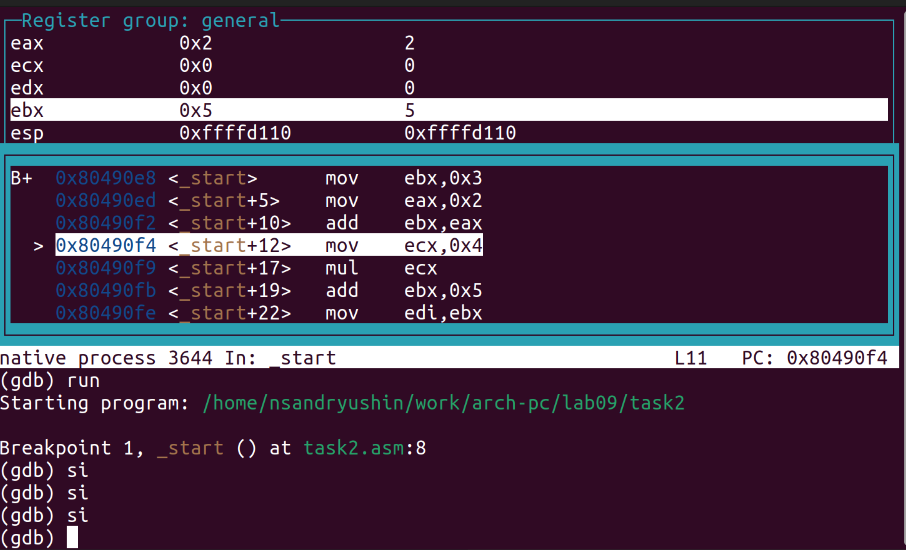 Register group: general
eax 0x2 2
ecx 0x0 0
edx 0x0 0
ebx 0x5 5
esp 0xffffd110 0xffffd110
B+ 0x80490e8 <_start> mov ebx,0x3
0x80490ed <_start+5> mov eax,0x2
0x80490f2 <_start+10> add ebx,eax
> 0x80490f4 <_start+12> mov ecx,0x4
0x80490f9 <_start+17> mul ecx
0x80490fb <_start+19> add ebx,0x5
0x80490fe <_start+22> mov edi,ebx
native process 3644 In: _start L11 PC: 0x80490f4
(gdb) run
Starting program: /home/nsandryushin/work/arch-pc/lab09/task2
Breakpoint 1, _start () at task2.asm:8
(gdb) si
(gdb) si
(gdb) si
(gdb)